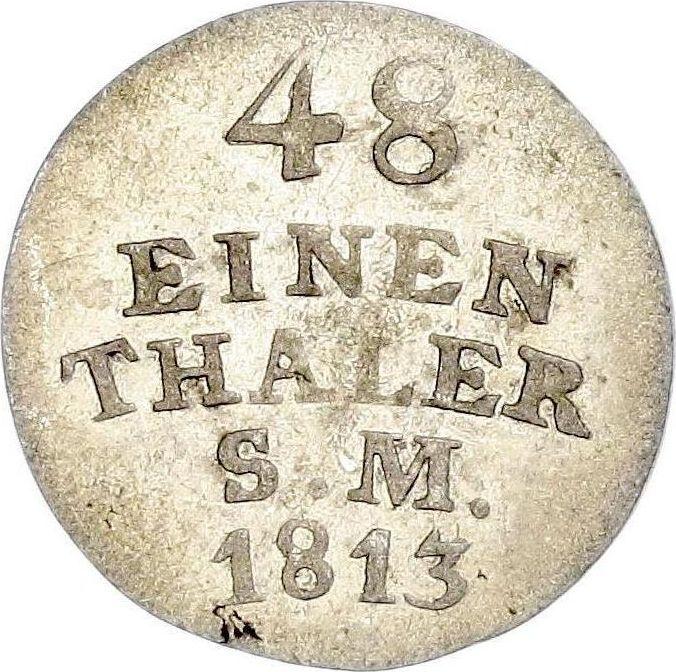 48
EINEN
THALER
S.M.
1813